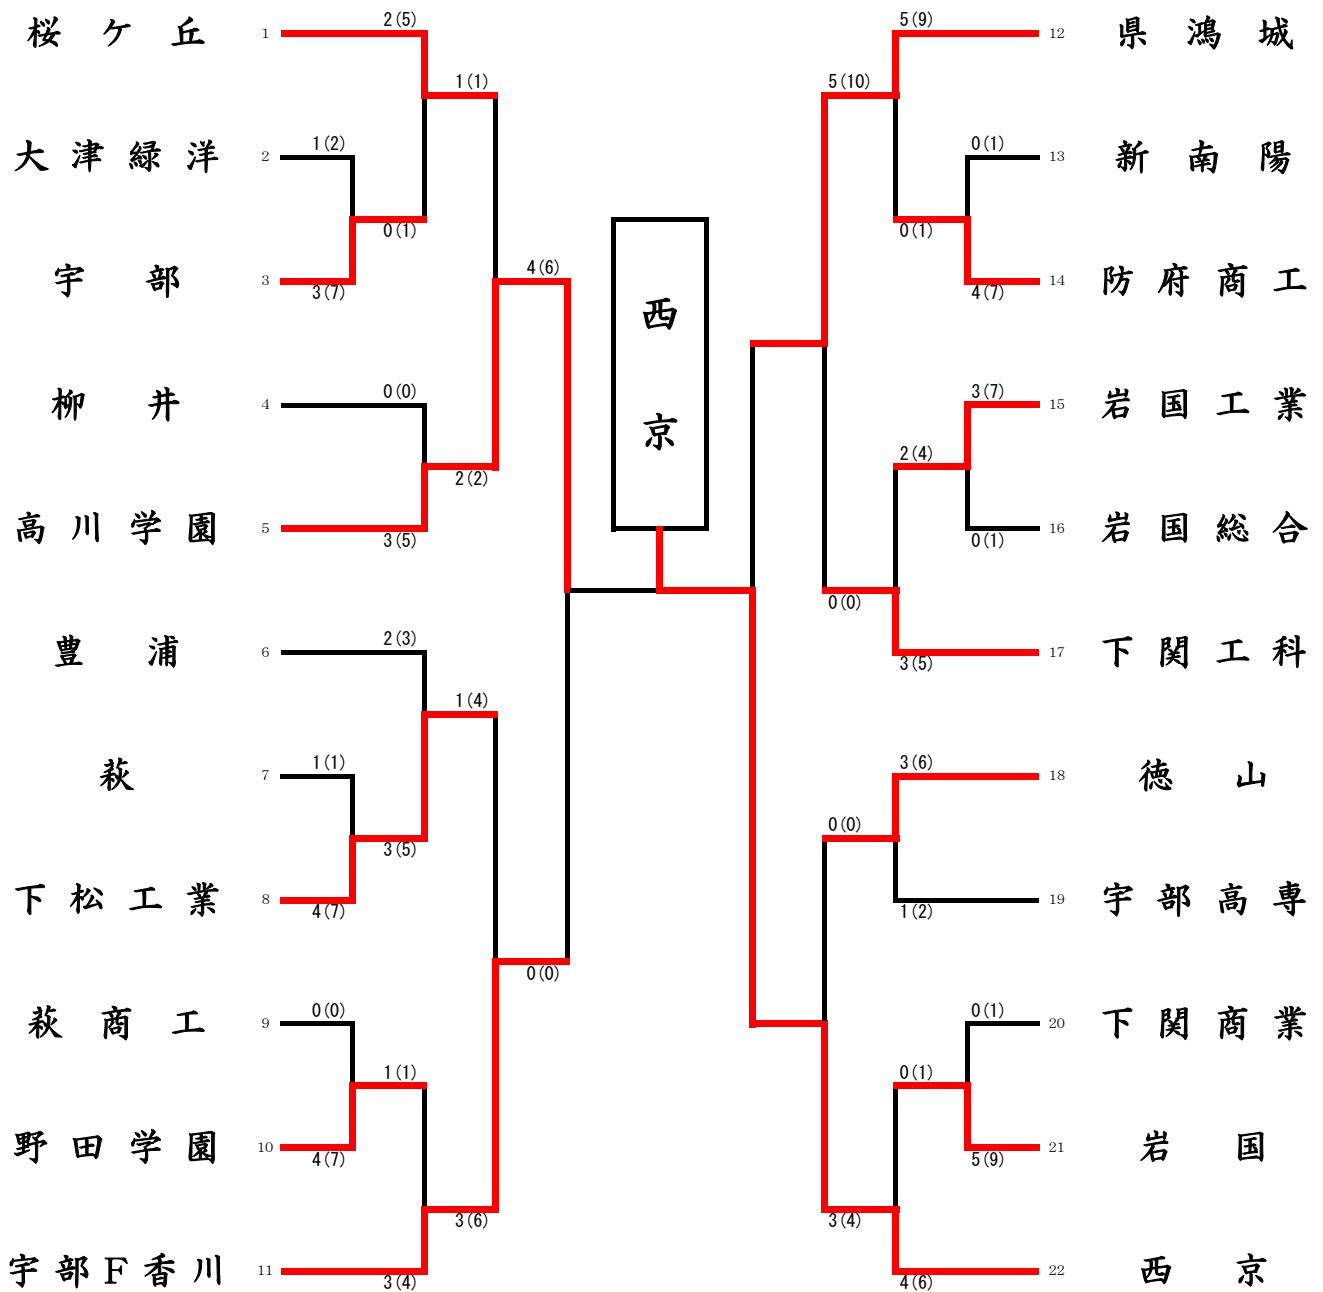 桜ケ丘 1 2(5) 5(9) 12 県鴻城
1(1) 5(10)
大津緑洋 2 1(2) 0(1) 13 新南陽
0(1) 0(1)
宇部 3 3(7) 4(6) 4(7) 14 防府商工
西京
柳井 4 0(0) 3(7) 15 岩国工業
2(2) 2(4)
高川学園 5 3(5) 0(1) 16 岩国総合
0(0)
豊浦 6 2(3) 3(5) 17 下関工科
1(4)
萩 7 1(1) 3(6) 18 徳山
3(5) 0(0)
下松工業 8 4(7) 1(2) 19 宇部高専
0(0)
萩商工 9 0(0) 0(1) 20 下関商業
1(1) 0(1)
野田学園 10 4(7) 5(9) 21 岩国
3(6) 3(4)
宇部F香川 11 3(4) 4(6) 22 西京